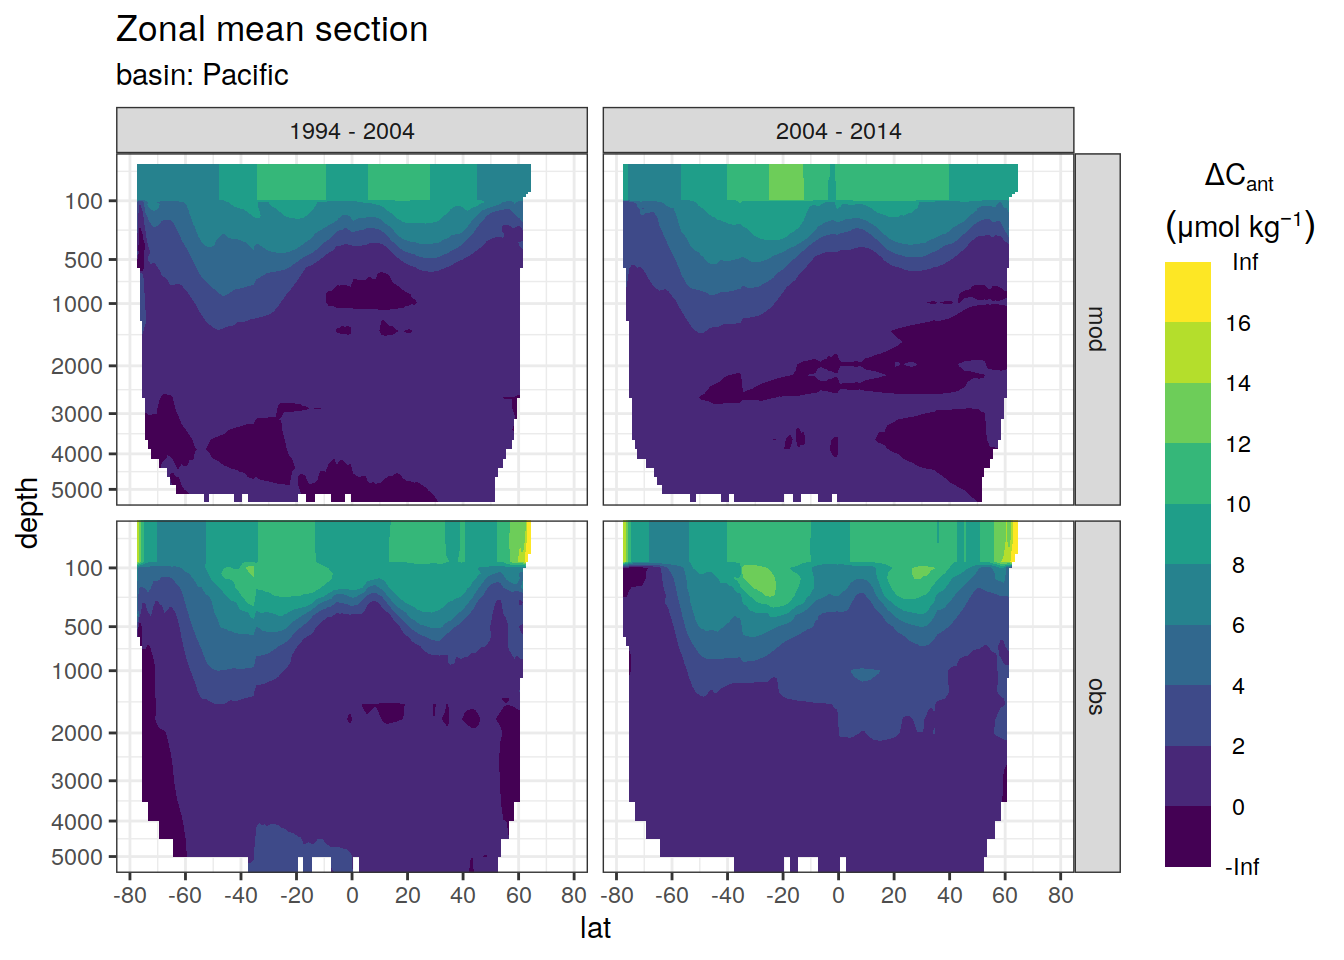 Zonal mean section
basin: Pacific
1994 - 2004
2004 - 2014
mod
obs
depth
100
500
1000
2000
3000
4000
5000
100
500
1000
2000
3000
4000
5000
-80 -60 -40 -20 0 20 40 60 80
-80 -60 -40 -20 0 20 40 60 80
lat
ΔCant
(μmol kg⁻¹)
Inf
16
14
12
10
8
6
4
2
0
-Inf